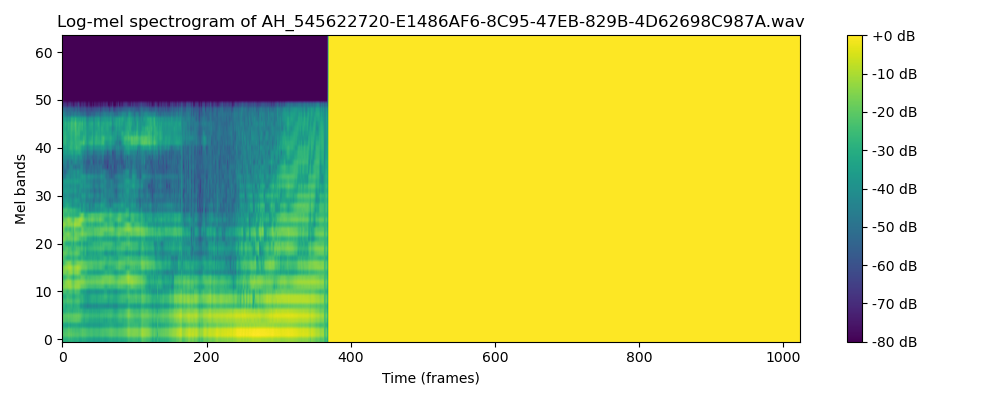 Log-mel spectrogram of AH_545622720-E1486AF6-8C95-47EB-829B-4D62698C987A.wav
60
50
40
30
20
10
0
Mel bands
0 200 400 600 800 1000
Time (frames)
+0 dB
-10 dB
-20 dB
-30 dB
-40 dB
-50 dB
-60 dB
-70 dB
-80 dB